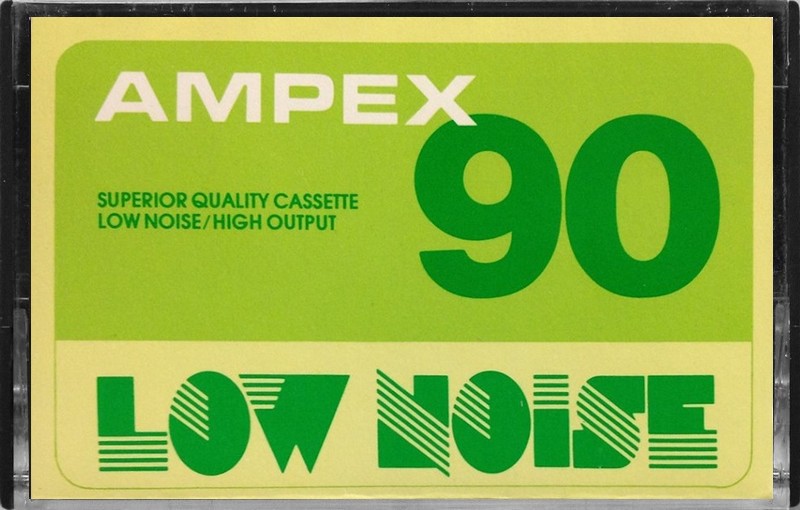 AMPEX
90
SUPERIOR QUALITY CASSETTE
LOW NOISE/HIGH OUTPUT
LOW NOiSE